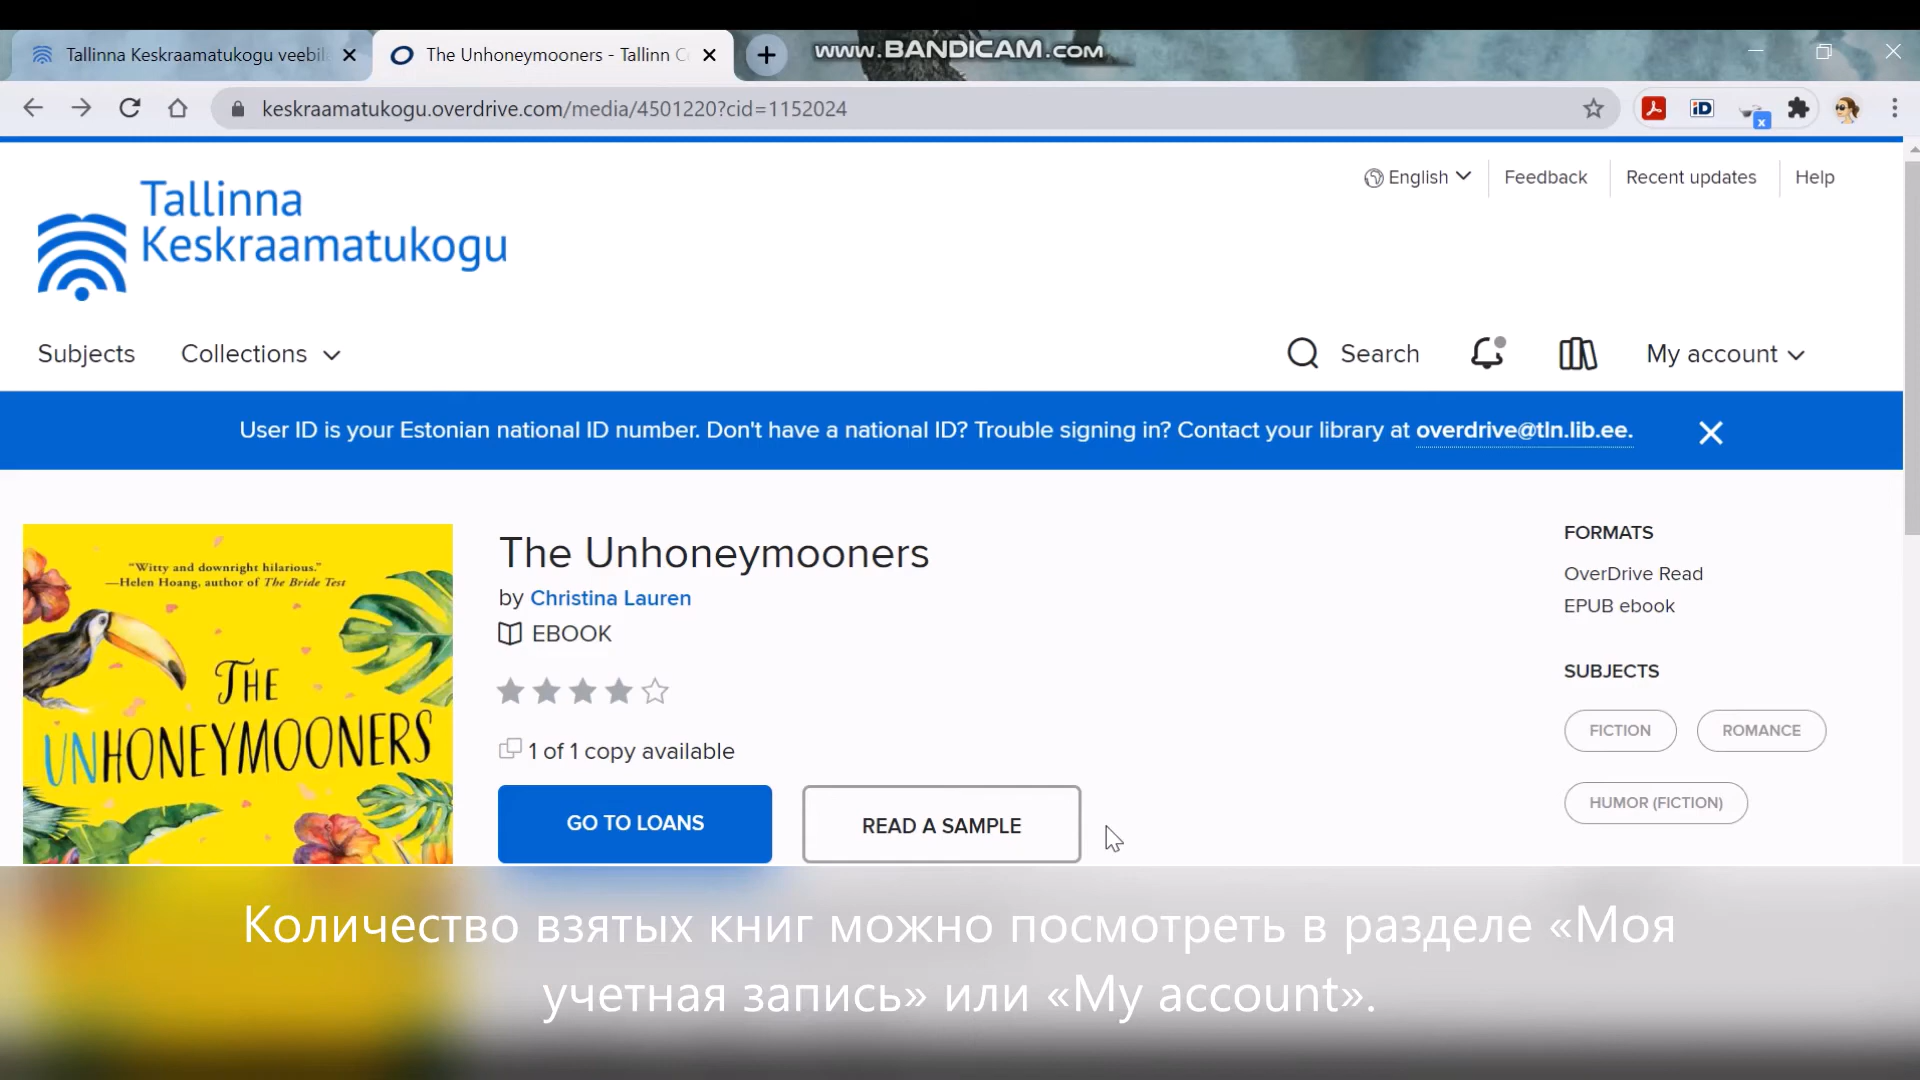 Tallinna Keskraamatukogu veebil
The Unhoneymooners - Tallinn C
www.BANDICAM.com
keskraamatukogu.overdrive.com/media/4501220?cid=1152024
iD
x
English
Feedback
Recent updates
Help
Tallinna
Keskraamatukogu
Subjects
Collections
Search
My account
User ID is your Estonian national ID number. Don't have a national ID? Trouble signing in? Contact your library at overdrive@tln.lib.ee.
"Witty and downright hilarious."
—Helen Hoang, author of The Bride Test
THE
UNHONEYMOONERS
The Unhoneymooners
by Christina Lauren
EBOOK
1 of 1 copy available
GO TO LOANS
READ A SAMPLE
FORMATS
OverDrive Read
EPUB ebook
SUBJECTS
FICTION
ROMANCE
HUMOR (FICTION)
Количество взятых книг можно посмотреть в разделе «Моя
учетная запись» или «My account».